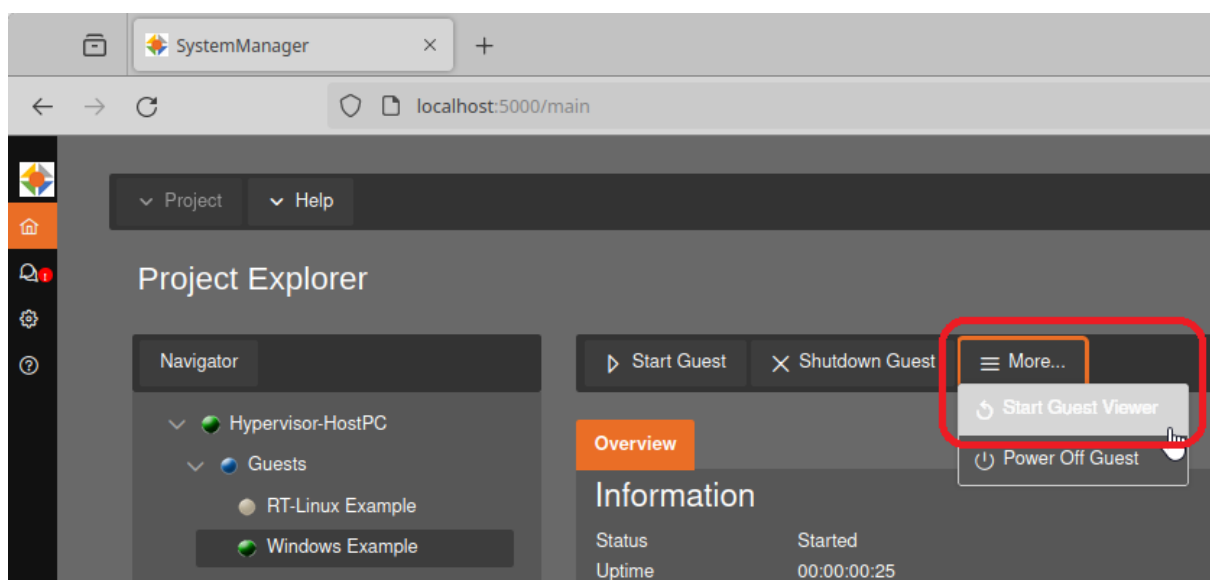 SystemManager
localhost:5000/main
Project Help
Project Explorer
Navigator
Start Guest Shutdown Guest More...
Start Guest Viewer
Power Off Guest
Hypervisor-HostPC
Guests
RT-Linux Example
Windows Example
Overview
Information
Status Started
Uptime 00:00:00:25
1